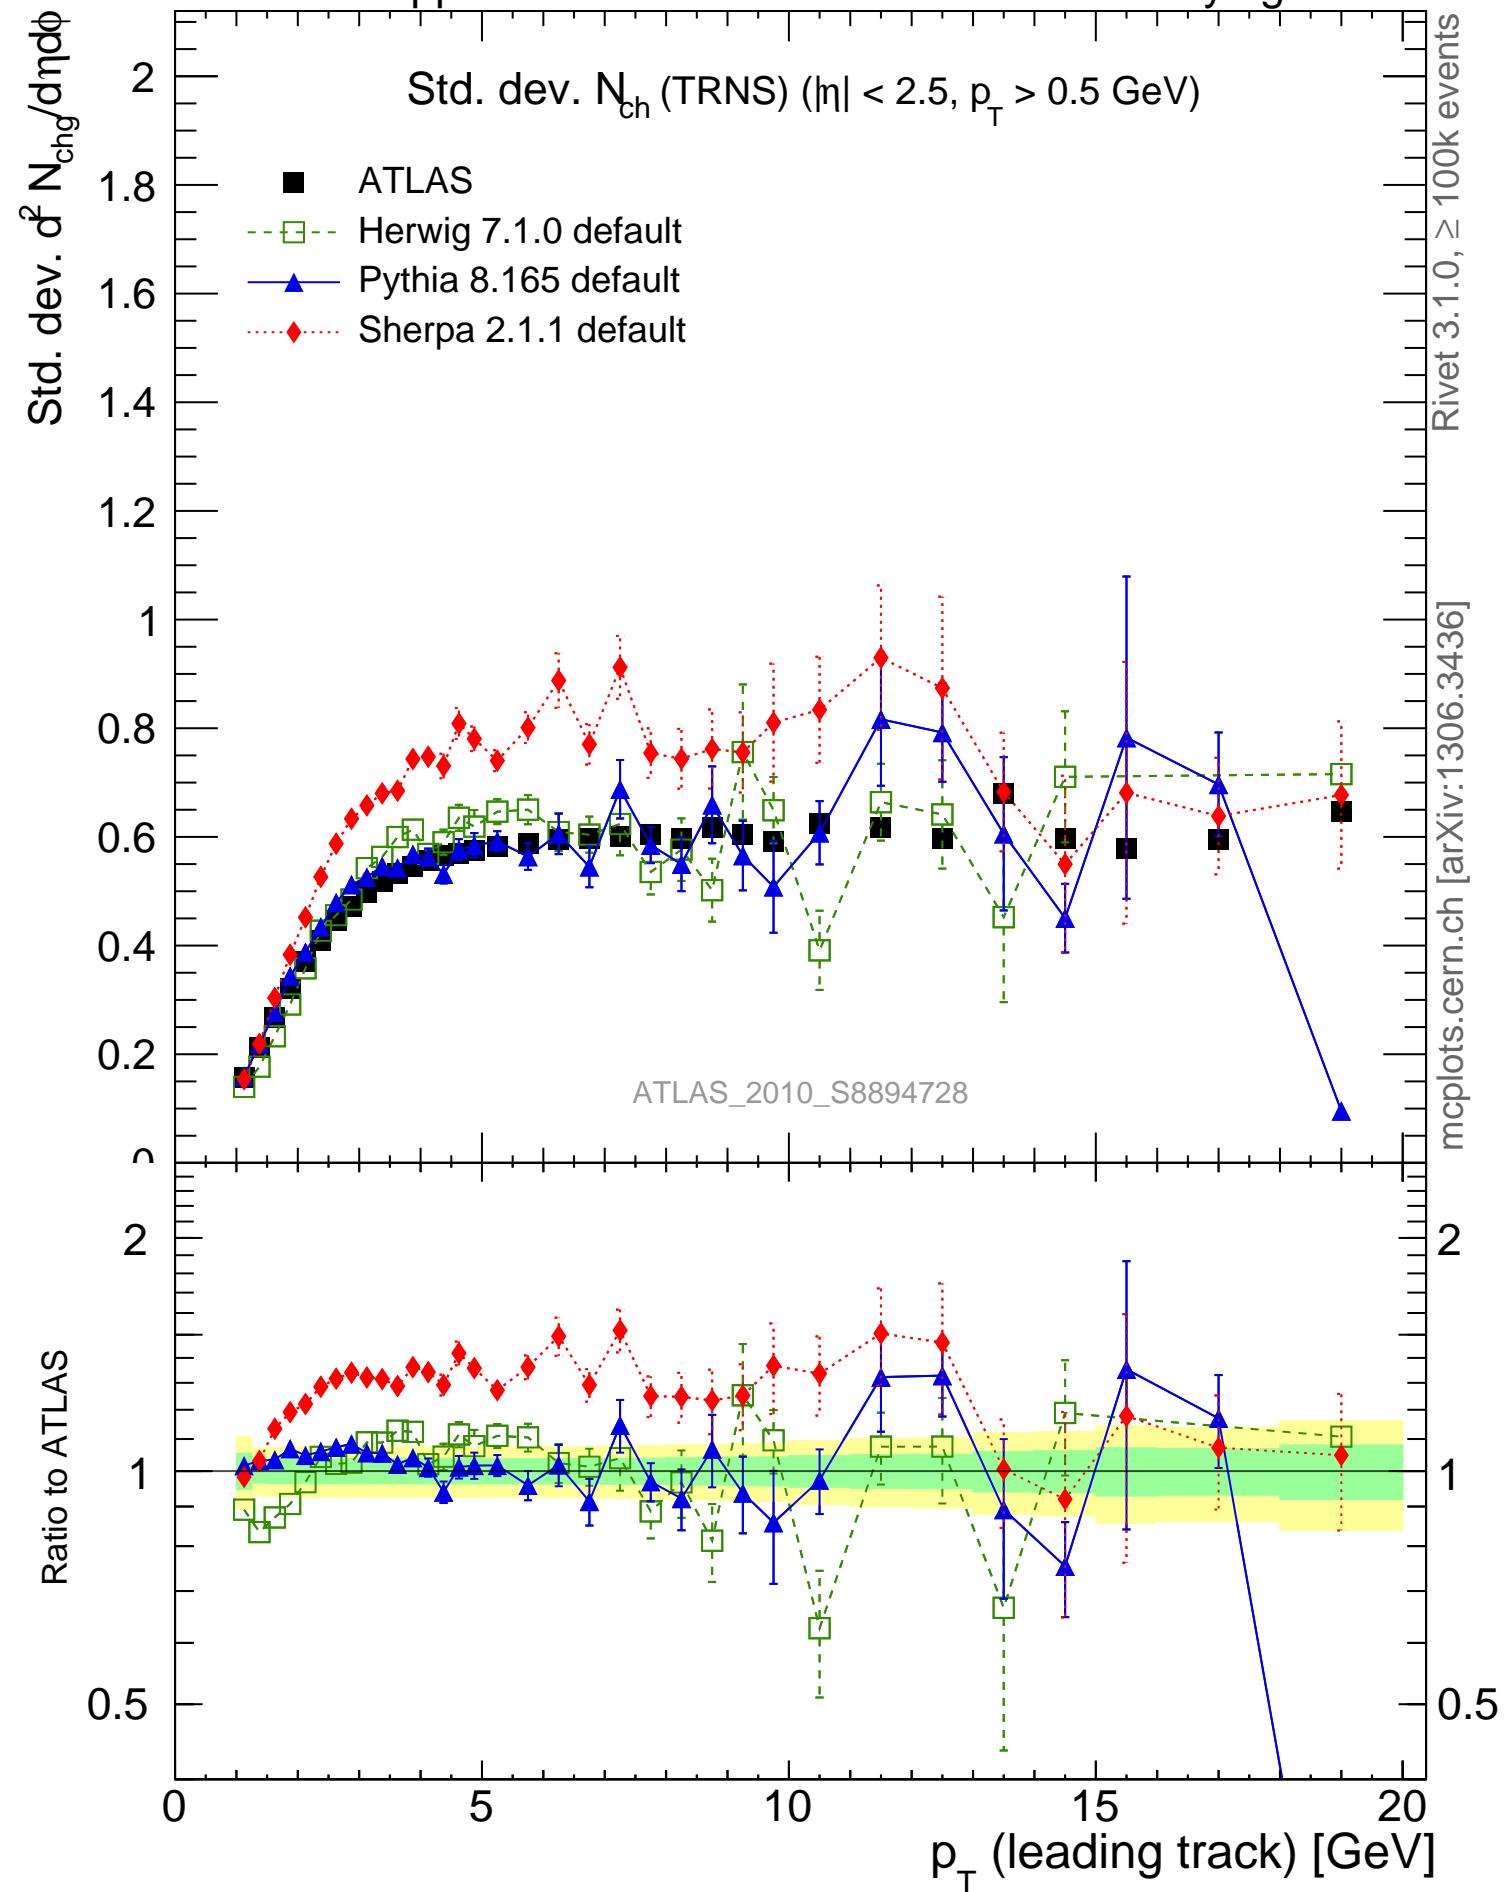 Std. dev. N_ch (TRNS) (|η| < 2.5, p_T > 0.5 GeV)
ATLAS
Herwig 7.1.0 default
Pythia 8.165 default
Sherpa 2.1.1 default
Std. dev. d² N_chg/dηdφ
2
1.8
1.6
1.4
1.2
1
0.8
0.6
0.4
0.2
0
ATLAS_2010_S8894728
Rivet 3.1.0, ≥ 100k events
mcplots.cern.ch [arXiv:1306.3436]
Ratio to ATLAS
2 2
1 1
0.5 0.5
0 5 10 15 20
p_T (leading track) [GeV]